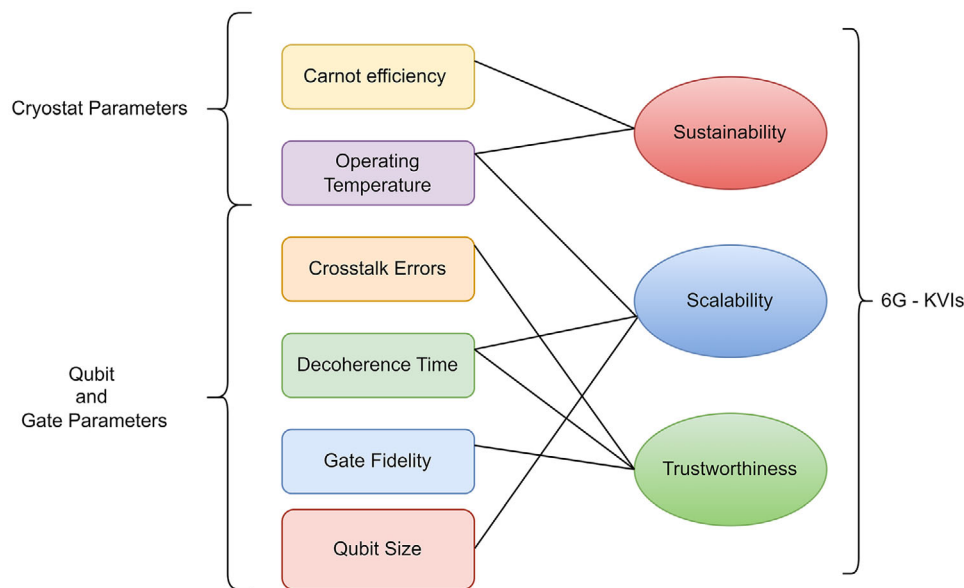 Cryostat Parameters
Carnot efficiency
Operating
Temperature
Crosstalk Errors
Decoherence Time
Gate Fidelity
Qubit Size
Qubit
and
Gate Parameters
Sustainability
Scalability
Trustworthiness
6G - KVIs